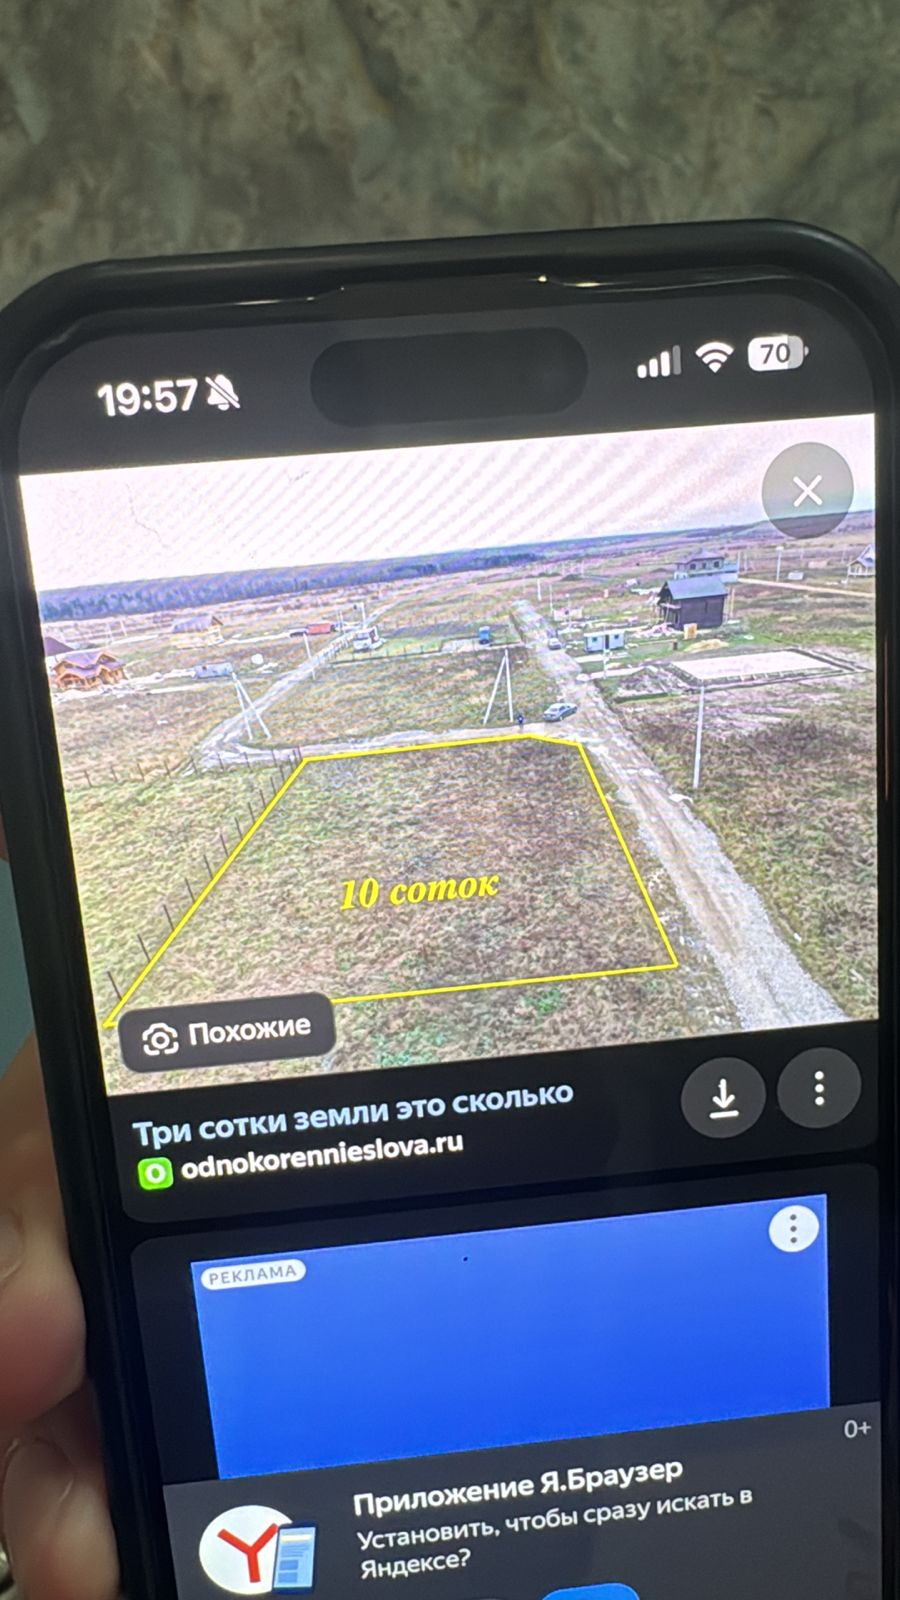 19:57
70
10 соток
Похожие
Три сотки земли это сколько
odnokorennieslova.ru
РЕКЛАМА
0+
Приложение Я.Браузер
Установить, чтобы сразу искать в
Яндексе?